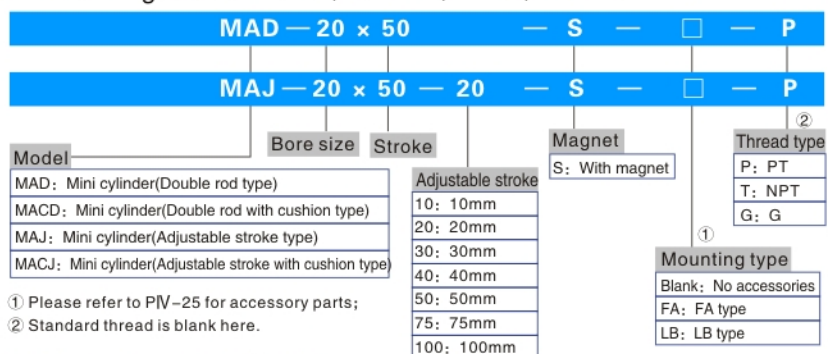 MAD — 20 × 50 — S — □ — P
MAJ — 20 × 50 — 20 — S — □ — P
Model
MAD: Mini cylinder(Double rod type)
MACD: Mini cylinder(Double rod with cushion type)
MAJ: Mini cylinder(Adjustable stroke type)
MACJ: Mini cylinder(Adjustable stroke with cushion type)
Bore size
Stroke
Adjustable stroke
10: 10mm
20: 20mm
30: 30mm
40: 40mm
50: 50mm
75: 75mm
100: 100mm
Magnet
S: With magnet
①
Mounting type
Blank: No accessories
FA: FA type
LB: LB type
②
Thread type
P: PT
T: NPT
G: G
① Please refer to PⅣ-25 for accessory parts;
② Standard thread is blank here.